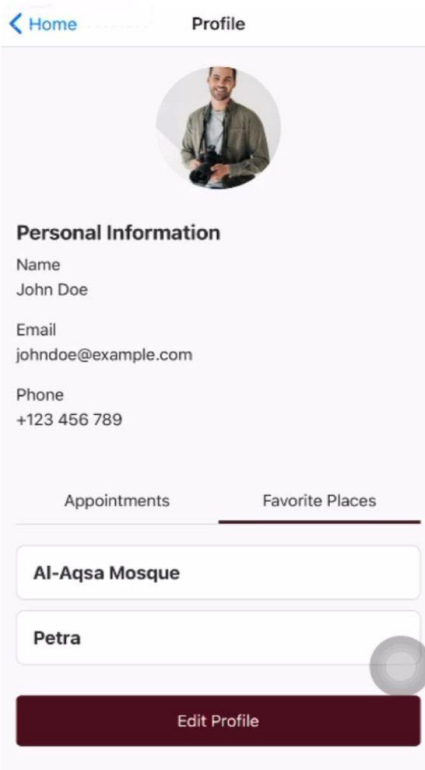 Home
Profile
Personal Information
Name
John Doe
Email
johndoe@example.com
Phone
+123 456 789
Appointments
Favorite Places
Al-Aqsa Mosque
Petra
Edit Profile